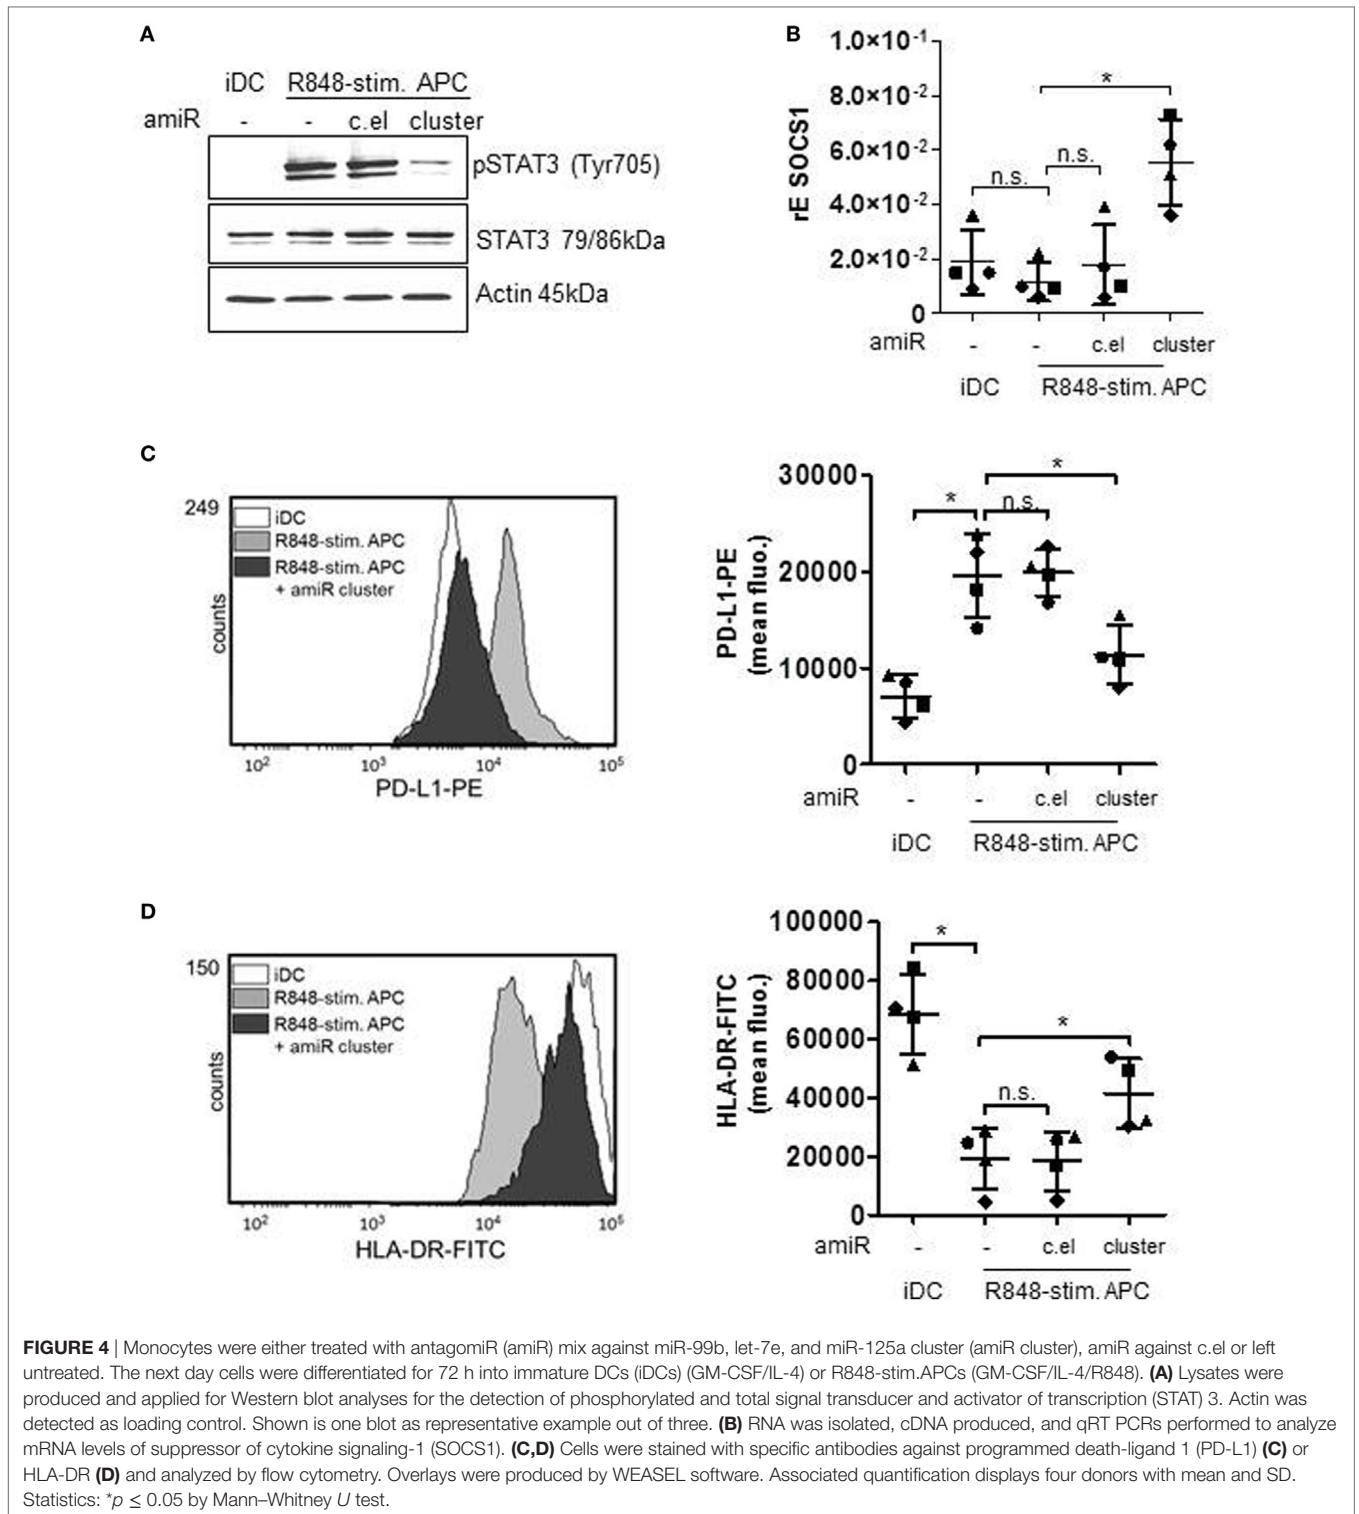 A
iDC R848-stim. APC
amiR - - c.el cluster
pSTAT3 (Tyr705)
STAT3 79/86kDa
Actin 45kDa
B
1.0×10-1
8.0×10-2
6.0×10-2
4.0×10-2
2.0×10-2
0
rE SOCS1
n.s.
n.s.
*
amiR - - c.el cluster
iDC R848-stim. APC
C
249
iDC
R848-stim. APC
R848-stim. APC
+ amiR cluster
counts
10² 10³ 10⁴ 10⁵
PD-L1-PE
30000
20000
10000
0
PD-L1-PE
(mean fluo.)
*
n.s.
*
amiR - - c.el cluster
iDC R848-stim. APC
D
150
iDC
R848-stim. APC
R848-stim. APC
+ amiR cluster
counts
10² 10³ 10⁴ 10⁵
HLA-DR-FITC
100000
80000
60000
40000
20000
0
HLA-DR-FITC
(mean fluo.)
*
n.s.
*
amiR - - c.el cluster
iDC R848-stim. APC
FIGURE 4 | Monocytes were either treated with antagomiR (amiR) mix against miR-99b, let-7e, and miR-125a cluster (amiR cluster), amiR against c.el or left
untreated. The next day cells were differentiated for 72 h into immature DCs (iDCs) (GM-CSF/IL-4) or R848-stim.APCs (GM-CSF/IL-4/R848). (A) Lysates were
produced and applied for Western blot analyses for the detection of phosphorylated and total signal transducer and activator of transcription (STAT) 3. Actin was
detected as loading control. Shown is one blot as representative example out of three. (B) RNA was isolated, cDNA produced, and qRT PCRs performed to analyze
mRNA levels of suppressor of cytokine signaling-1 (SOCS1). (C,D) Cells were stained with specific antibodies against programmed death-ligand 1 (PD-L1) (C) or
HLA-DR (D) and analyzed by flow cytometry. Overlays were produced by WEASEL software. Associated quantification displays four donors with mean and SD.
Statistics: *p ≤ 0.05 by Mann–Whitney U test.